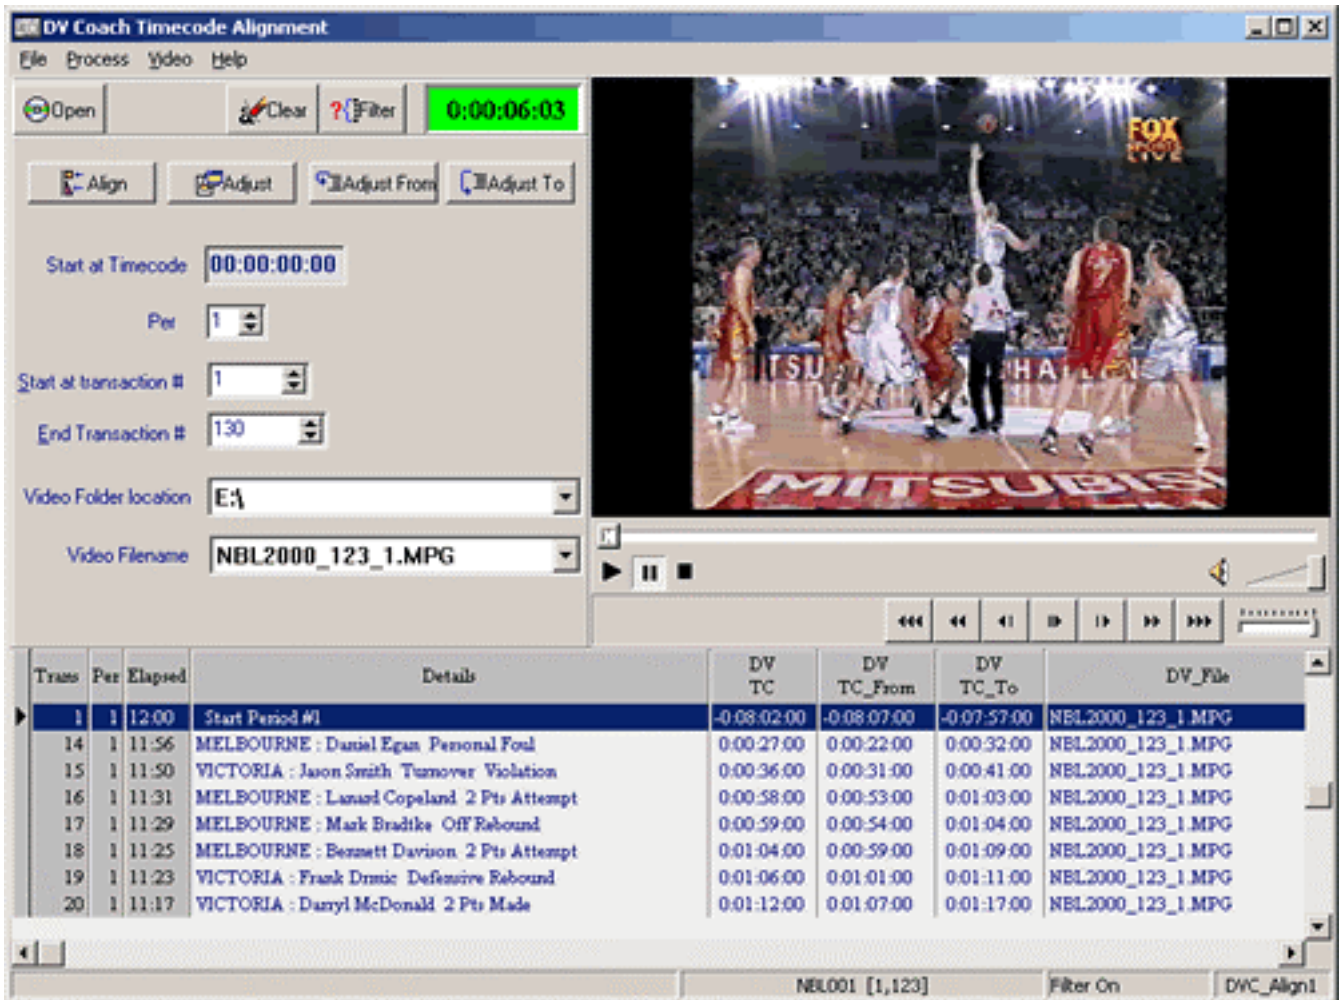 DV Coach Timecode Alignment
File Process Video Help
Open Clear ?{}Filter 0:00:06:03
Align Adjust Adjust From Adjust To
Start at Timecode 00:00:00:00
Per 1
Start at transaction # 1
End Transaction # 130
Video Folder location E:\
Video Filename NBL2000_123_1.MPG
FOX
SPORTS
LIVE
MITSUBIS
Trans Per Elapsed Details DV TC DV TC_From DV TC_To DV_File
1 1 12:00 Start Period #1 -0:08:02:00 -0:08:07:00 -0:07:57:00 NBL2000_123_1.MPG
14 1 11:56 MELBOURNE : Daniel Egan Personal Foul 0:00:27:00 0:00:22:00 0:00:32:00 NBL2000_123_1.MPG
15 1 11:50 VICTORIA : Jason Smith Turnover Violation 0:00:36:00 0:00:31:00 0:00:41:00 NBL2000_123_1.MPG
16 1 11:31 MELBOURNE : Lanard Copeland 2 Pts Attempt 0:00:58:00 0:00:53:00 0:01:03:00 NBL2000_123_1.MPG
17 1 11:29 MELBOURNE : Mark Bradtke Off Rebound 0:00:59:00 0:00:54:00 0:01:04:00 NBL2000_123_1.MPG
18 1 11:25 MELBOURNE : Bennett Davison 2 Pts Attempt 0:01:04:00 0:00:59:00 0:01:09:00 NBL2000_123_1.MPG
19 1 11:23 VICTORIA : Frank Drmic Defensive Rebound 0:01:06:00 0:01:01:00 0:01:11:00 NBL2000_123_1.MPG
20 1 11:17 VICTORIA : Darryl McDonald 2 Pts Made 0:01:12:00 0:01:07:00 0:01:17:00 NBL2000_123_1.MPG
NBL001 [1,123] Filter On DVC_Align1